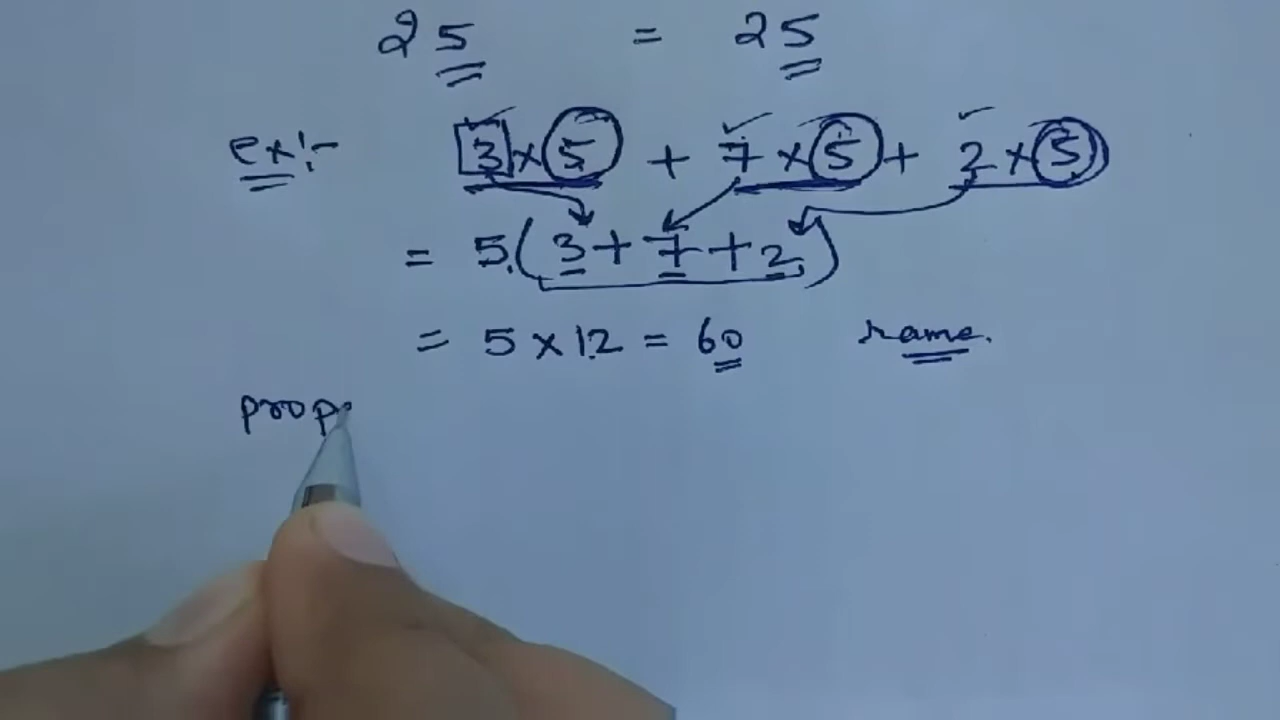 25 = 25
ex:- 3×5 + 7×5 + 2×5
= 5.(3+7+2)
= 5×12 = 60 same.
prop